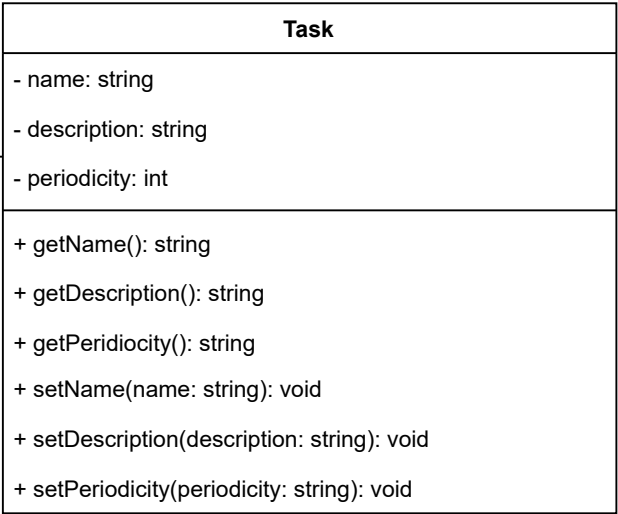 Task
- name: string
- description: string
- periodicity: int
+ getName(): string
+ getDescription(): string
+ getPeridiocity(): string
+ setName(name: string): void
+ setDescription(description: string): void
+ setPeriodicity(periodicity: string): void